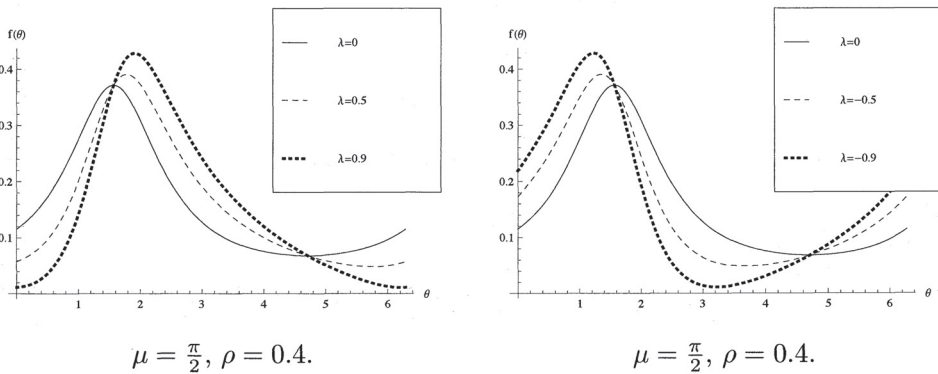 f(θ)
λ=0
λ=0.5
λ=0.9
0.4
0.3
0.2
0.1
1 2 3 4 5 6 θ
μ = π/2, ρ = 0.4.
f(θ)
λ=0
λ=−0.5
λ=−0.9
0.4
0.3
0.2
0.1
1 2 3 4 5 6 θ
μ = π/2, ρ = 0.4.